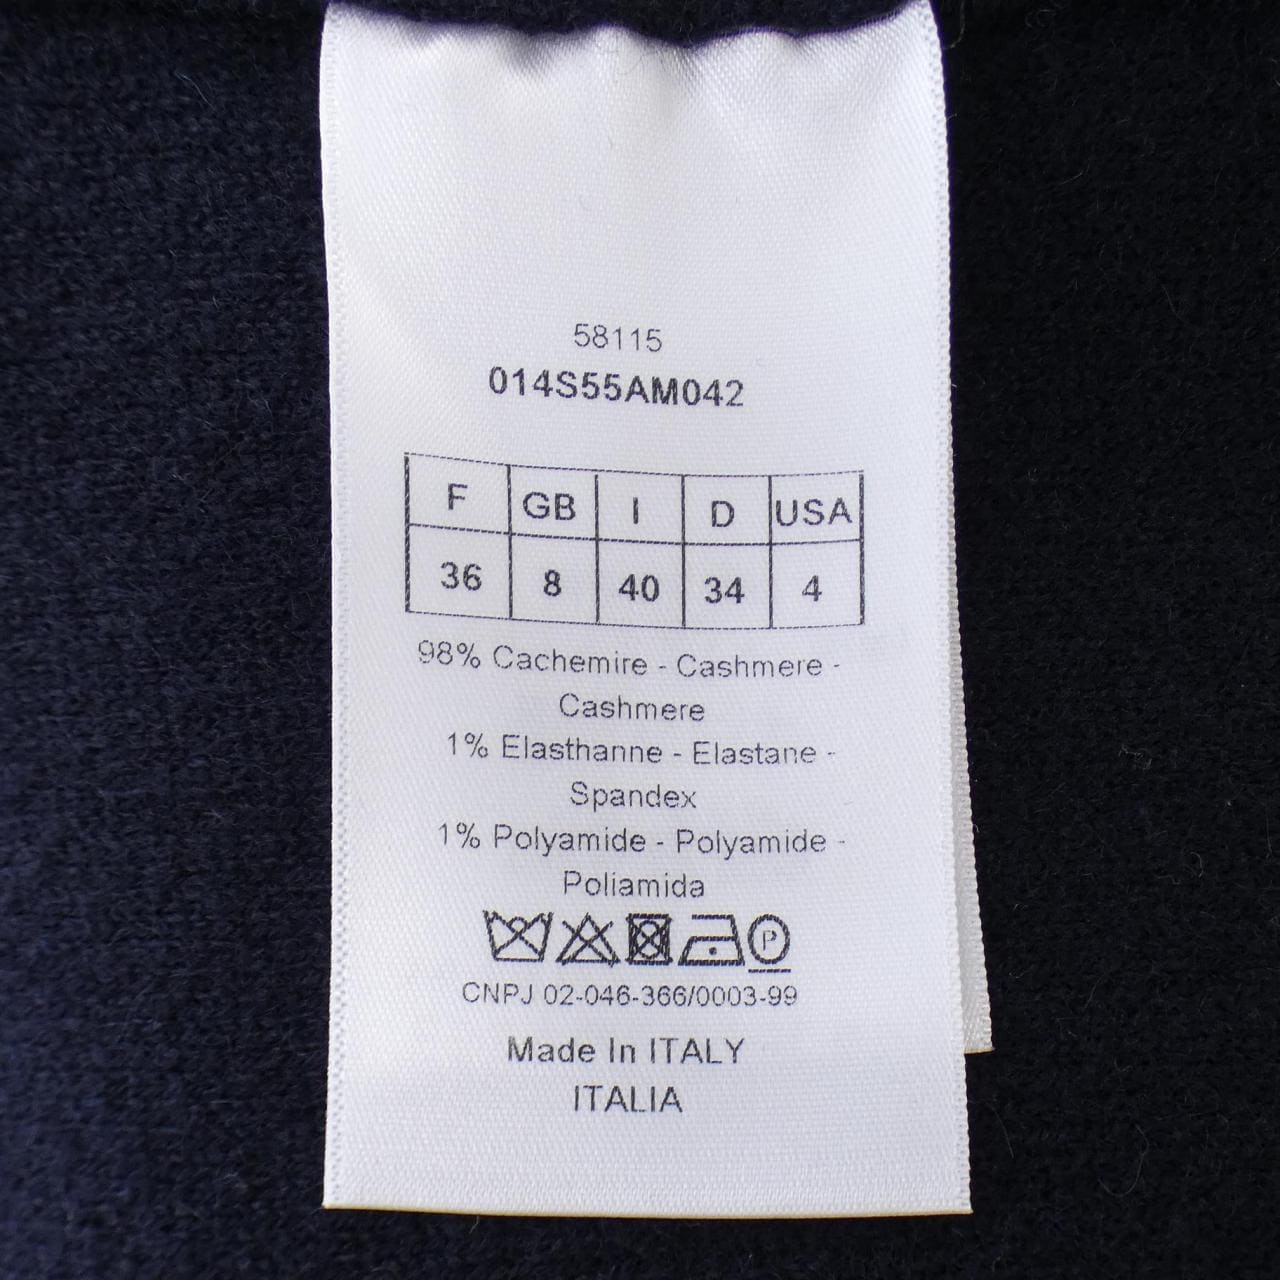 58115
014S55AM042
F GB I D USA
36 8 40 34 4
98% Cachemire - Cashmere -
Cashmere
1% Elasthanne - Elastane -
Spandex
1% Polyamide - Polyamide -
Poliamida
P
CNPJ 02-046-366/0003-99
Made In ITALY
ITALIA